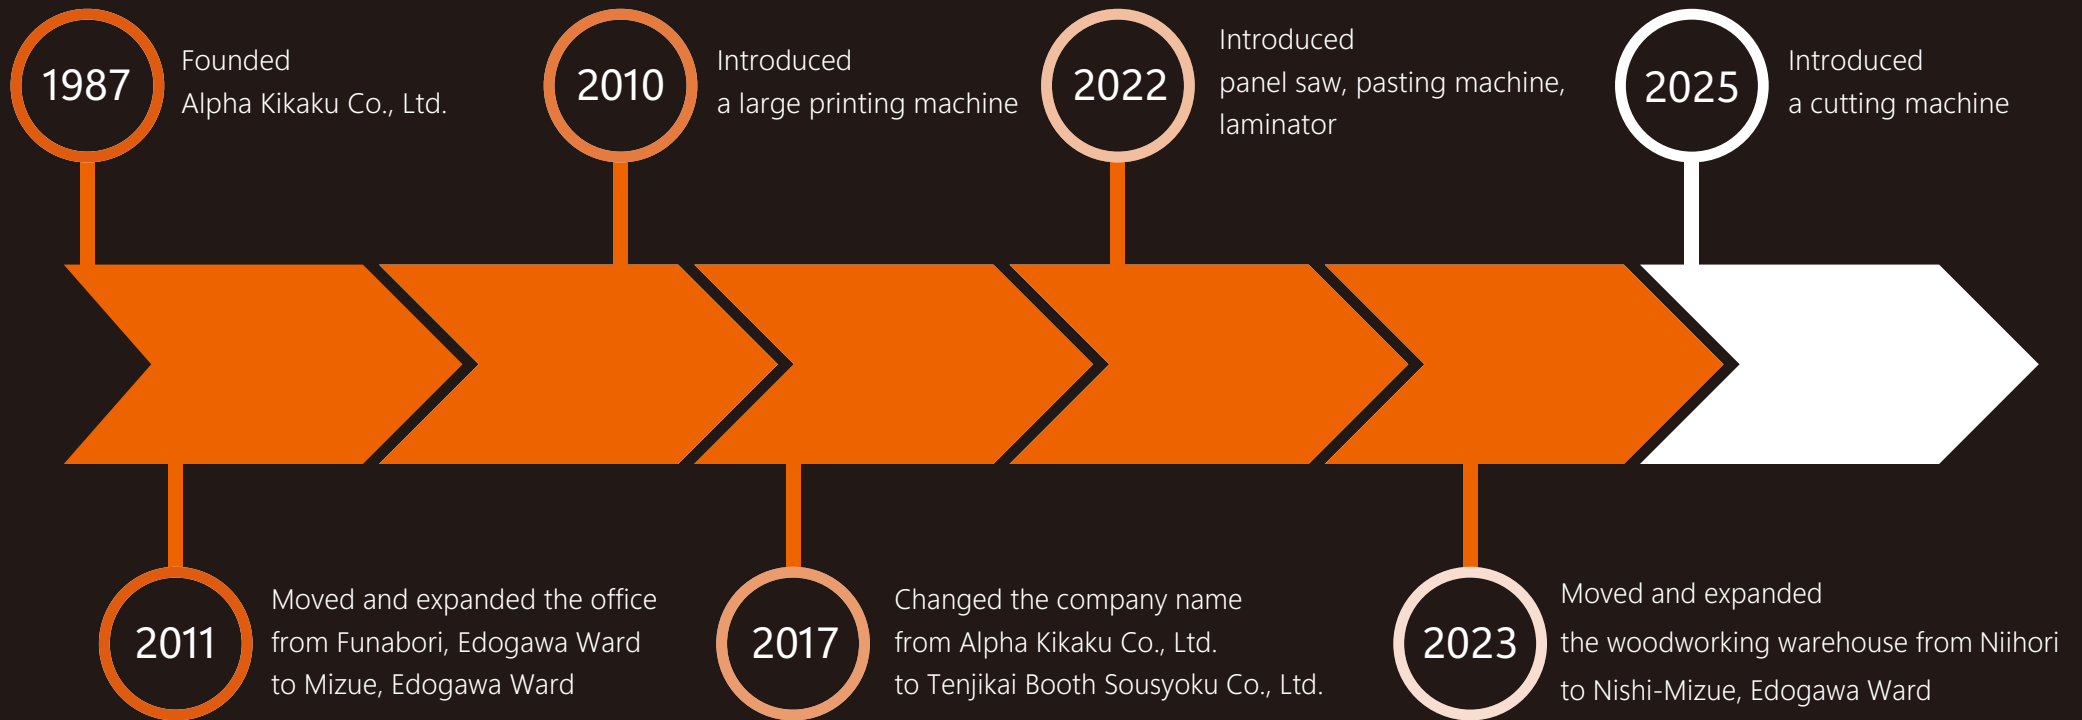 1987
Founded
Alpha Kikaku Co., Ltd.
2010
Introduced
a large printing machine
2022
Introduced
panel saw, pasting machine,
laminator
2025
Introduced
a cutting machine
2011
Moved and expanded the office
from Funabori, Edogawa Ward
to Mizue, Edogawa Ward
2017
Changed the company name
from Alpha Kikaku Co., Ltd.
to Tenjikai Booth Sousyoku Co., Ltd.
2023
Moved and expanded
the woodworking warehouse from Niihori
to Nishi-Mizue, Edogawa Ward